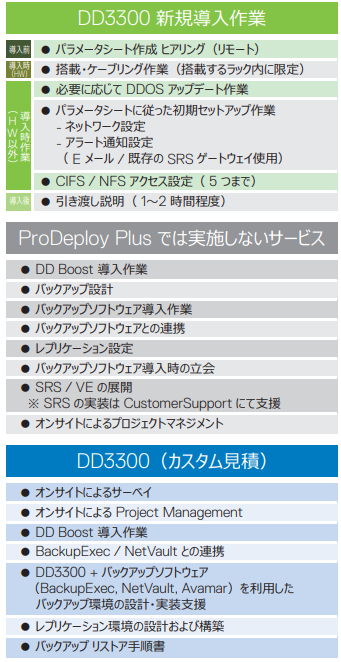 DD3300 新規導入作業
導入前
● パラメータシート作成 ヒアリング（リモート）
導入時
(HW)
● 搭載・ケーブリング作業（搭載するラック内に限定）
導入時作業
（HW以外）
● 必要に応じて DDOS アップデート作業
● パラメータシートに従った初期セットアップ作業
- ネットワーク設定
- アラート通知設定
（ E メール / 既存の SRS ゲートウェイ使用）
● CIFS / NFS アクセス設定（ 5 つまで）
導入後
● 引き渡し説明（ 1～2 時間程度）
ProDeploy Plus では実施しないサービス
● DD Boost 導入作業
● バックアップ設計
● バックアップソフトウェア導入作業
● バックアップソフトウェアとの連携
● レプリケーション設定
● バックアップソフトウェア導入時の立会
● SRS / VE の展開
※ SRS の実装は CustomerSupport にて支援
● オンサイトによるプロジェクトマネジメント
DD3300（カスタム見積）
● オンサイトによるサーベイ
● オンサイトによる Project Management
● DD Boost 導入作業
● BackupExec / NetVault との連携
● DD3300 + バックアップソフトウェア
（BackupExec, NetVault, Avamar）を利用した
バックアップ環境の設計・実装支援
● レプリケーション環境の設計および構築
● バックアップ リストア手順書